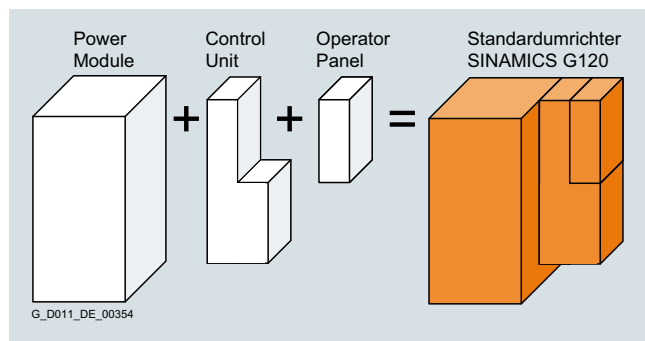 Power
Module
Control
Unit
Operator
Panel
Standardumrichter
SINAMICS G120
+ + =
G_D011_DE_00354